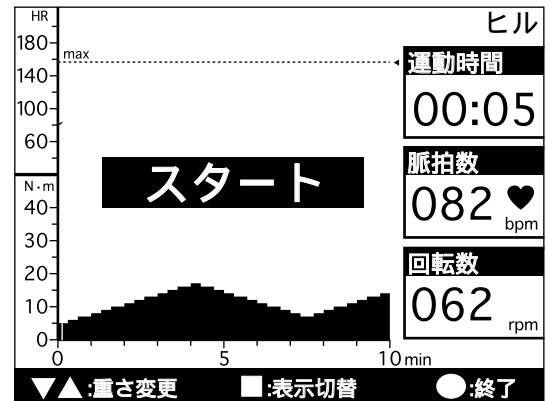 HR
ヒル
180
max
140
100
60
運動時間
00:05
スタート
脈拍数
082
bpm
N·m
40
30
20
10
0
回転数
062
rpm
0 5 10 min
▼▲:重さ変更 ■:表示切替 ●:終了